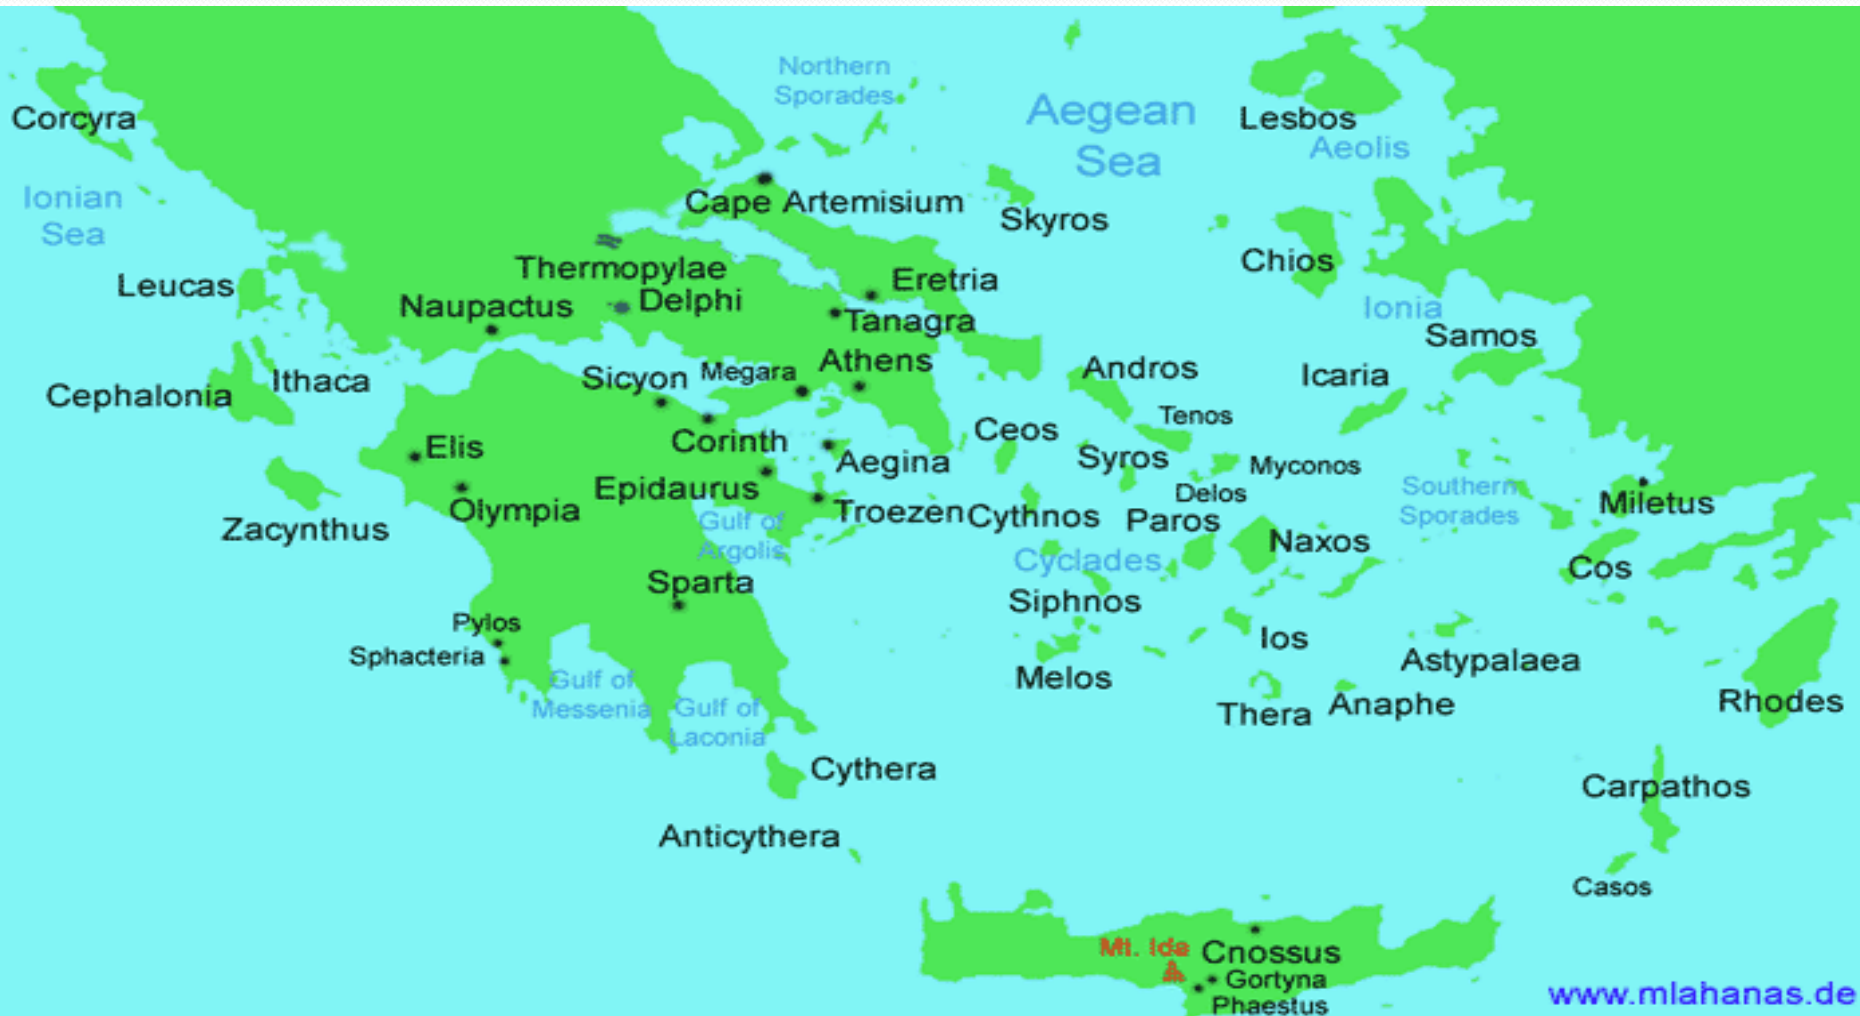 Northern
Sporades
Aegean
Sea
Corcyra
Lesbos
Aeolis
Ionian
Sea
Cape Artemisium
Skyros
Chios
Thermopylae
Leucas
Eretria
Naupactus
Delphi
Ionia
Tanagra
Samos
Athens
Andros
Sicyon
Megara
Icaria
Cephalonia
Ithaca
Tenos
Ceos
Elis
Corinth
Aegina
Syros
Myconos
Epidaurus
Delos
Southern
Sporades
Miletus
Olympia
Troezen
Cythnos
Paros
Zacynthus
Gulf of
Argolis
Naxos
Cyclades
Cos
Sparta
Siphnos
Pylos
Ios
Sphacteria
Astypalaea
Gulf of
Messenia
Melos
Gulf of
Laconia
Thera
Anaphe
Rhodes
Cythera
Carpathos
Anticythera
Casos
Mt. Ida
Cnossus
Gortyna
Phaestus
www.mlahanas.de